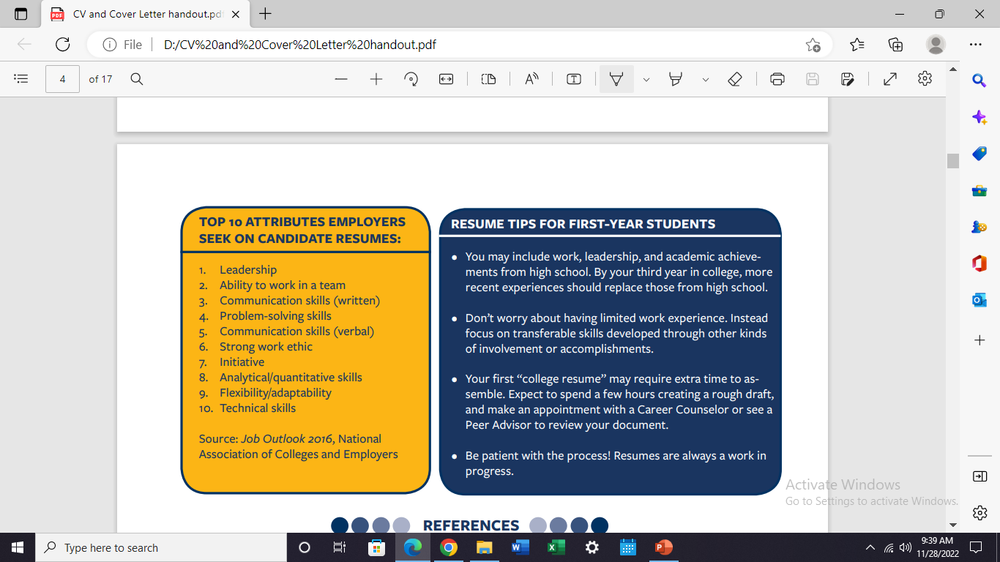 CV and Cover Letter handout.pdf
File
D:/CV%20and%20Cover%20Letter%20handout.pdf
4
of 17
TOP 10 ATTRIBUTES EMPLOYERS
SEEK ON CANDIDATE RESUMES:
1. Leadership
2. Ability to work in a team
3. Communication skills (written)
4. Problem-solving skills
5. Communication skills (verbal)
6. Strong work ethic
7. Initiative
8. Analytical/quantitative skills
9. Flexibility/adaptability
10. Technical skills
Source: Job Outlook 2016, National
Association of Colleges and Employers
RESUME TIPS FOR FIRST-YEAR STUDENTS
• You may include work, leadership, and academic achieve-
ments from high school. By your third year in college, more
recent experiences should replace those from high school.
• Don’t worry about having limited work experience. Instead
focus on transferable skills developed through other kinds
of involvement or accomplishments.
• Your first “college resume” may require extra time to as-
semble. Expect to spend a few hours creating a rough draft,
and make an appointment with a Career Counselor or see a
Peer Advisor to review your document.
• Be patient with the process! Resumes are always a work in
progress.
REFERENCES
Activate Windows
Go to Settings to activate Windows.
Type here to search
9:39 AM
11/28/2022